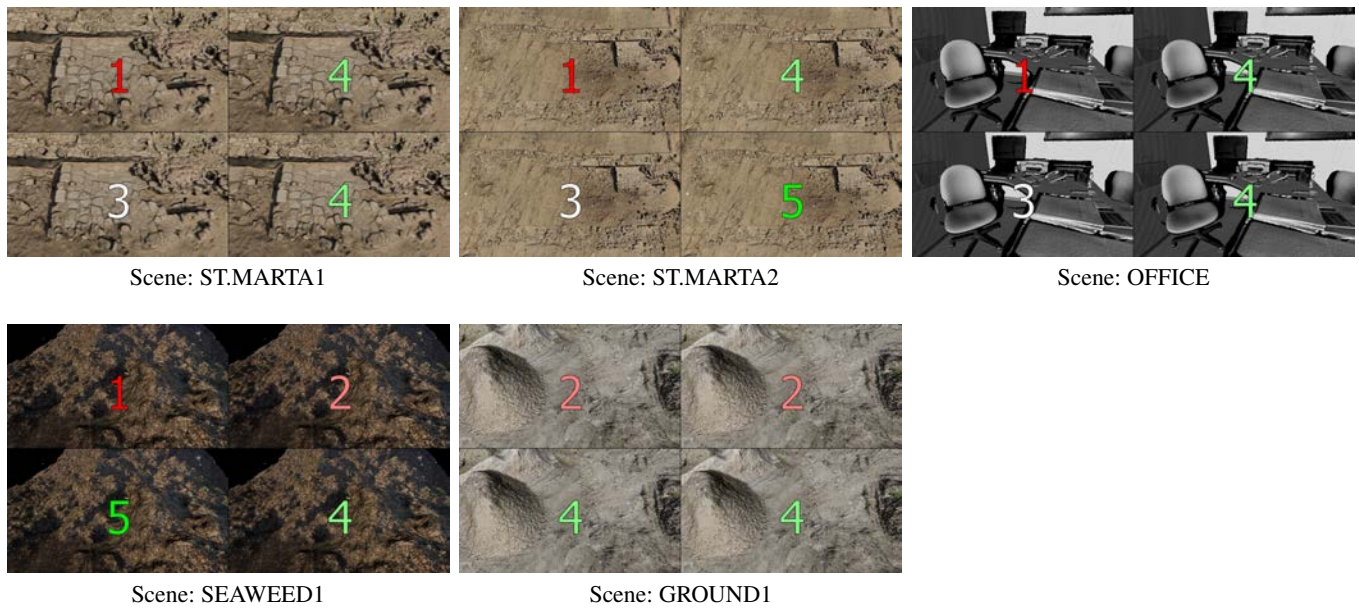 1 4
3 4
Scene: ST.MARTA1
1 4
3 5
Scene: ST.MARTA2
1 4
3 4
Scene: OFFICE
1 2
5 4
Scene: SEAWEED1
2 2
4 4
Scene: GROUND1